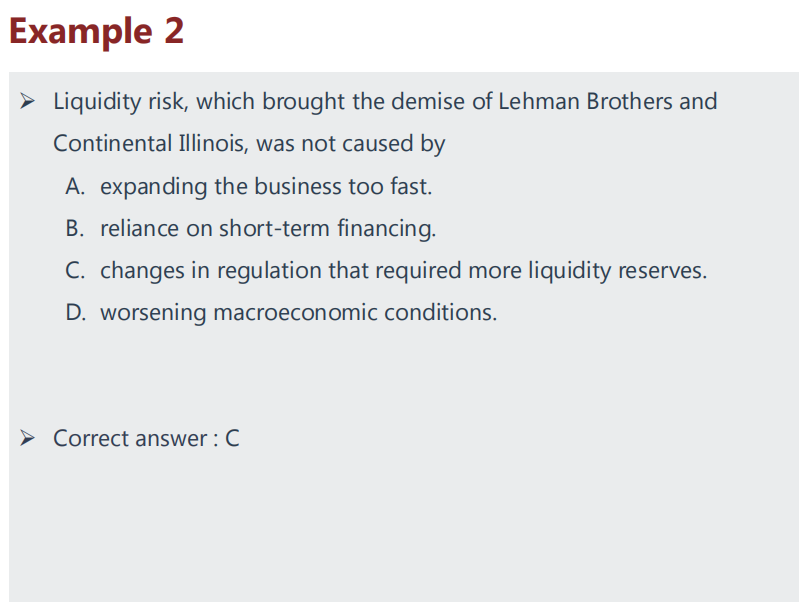 Example 2
➢ Liquidity risk, which brought the demise of Lehman Brothers and
Continental Illinois, was not caused by
A. expanding the business too fast.
B. reliance on short-term financing.
C. changes in regulation that required more liquidity reserves.
D. worsening macroeconomic conditions.
➢ Correct answer : C